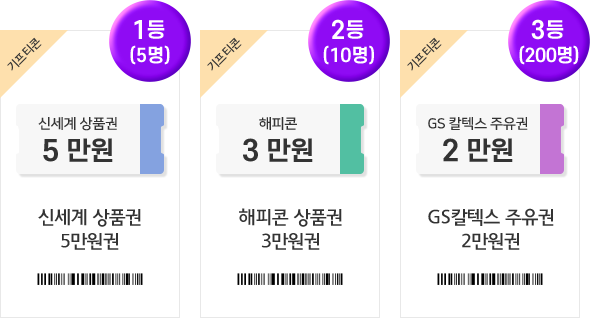 기프티콘
1등
(5명)
신세계 상품권
5 만원
신세계 상품권
5만원권
기프티콘
2등
(10명)
해피콘
3 만원
해피콘 상품권
3만원권
기프티콘
3등
(200명)
GS 칼텍스 주유권
2 만원
GS칼텍스 주유권
2만원권